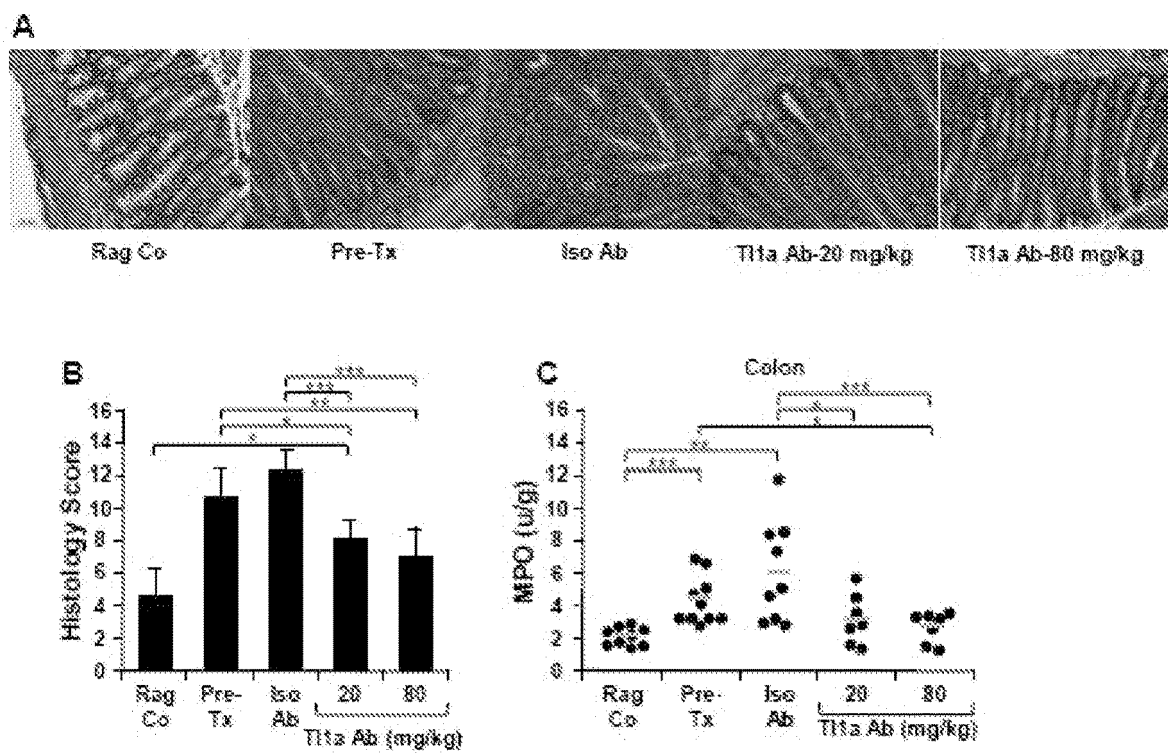 A
Rag Co Pre-Tx Iso Ab Tl1a Ab-20 mg/kg Tl1a Ab-80 mg/kg
B
***
***
**
*
*
Histology Score
16
14
12
10
8
6
4
2
0
Rag Co
Pre-Tx
Iso Ab
20
80
Tl1a Ab (mg/kg)
C
Colon
***
*
*
**
***
MPO (u/g)
16
14
12
10
8
6
4
2
0
Rag Co
Pre-Tx
Iso Ab
20
80
Tl1a Ab (mg/kg)